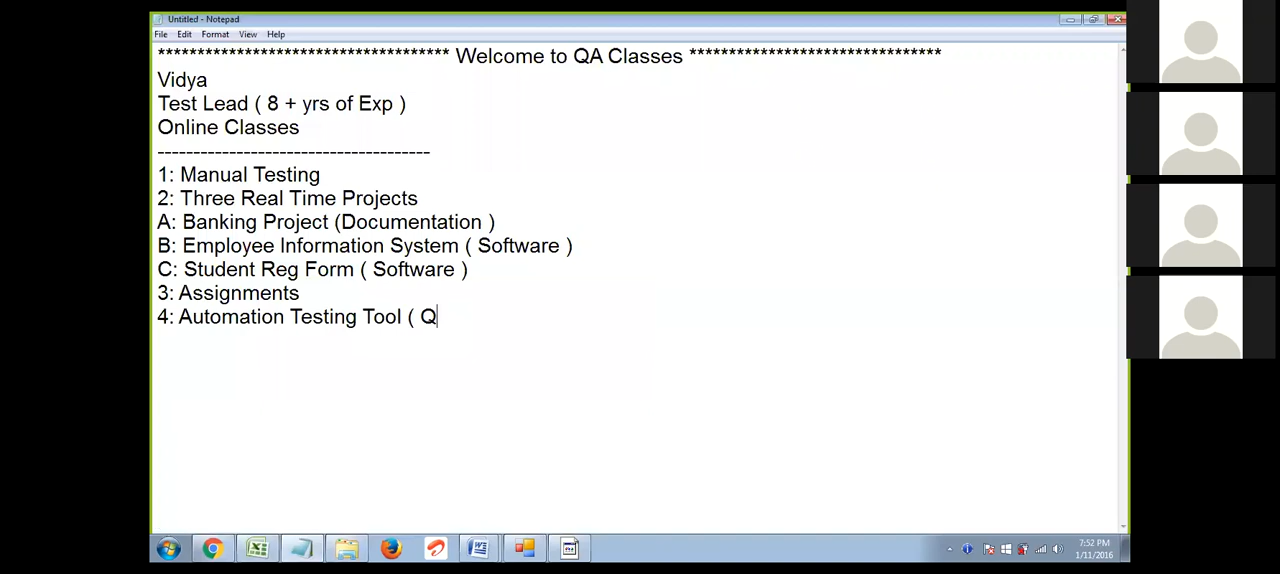 Untitled - Notepad
File Edit Format View Help
************************************* Welcome to QA Classes ********************************
Vidya
Test Lead ( 8 + yrs of Exp )
Online Classes
--------------------------------------
1: Manual Testing
2: Three Real Time Projects
A: Banking Project (Documentation )
B: Employee Information System ( Software )
C: Student Reg Form ( Software )
3: Assignments
4: Automation Testing Tool ( Q
7:52 PM
1/11/2016